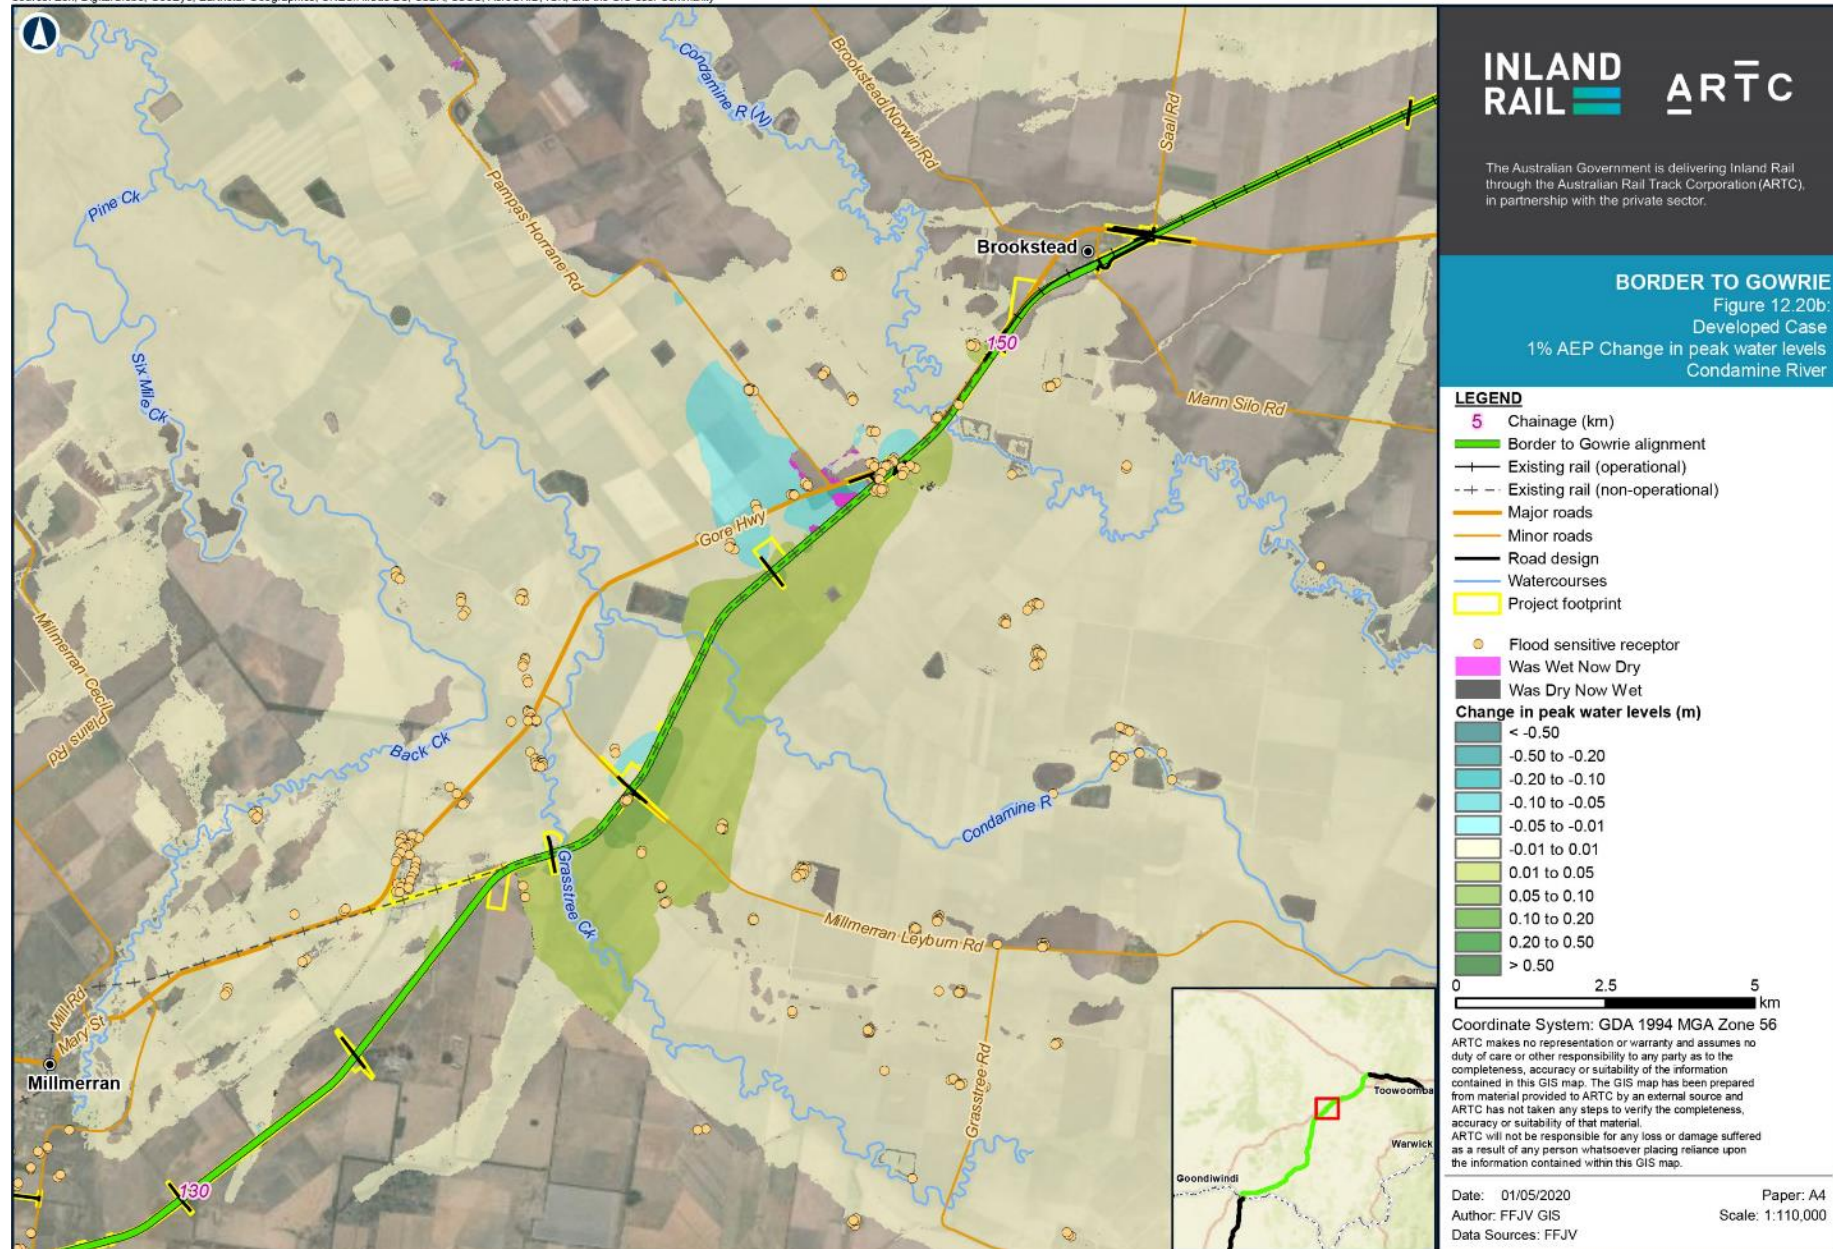 Condamine R (N)
Brookstead Norwin Rd
Saal Rd
Pampas Horrane Rd
Pine Ck
Brookstead
150
Six Mile Ck
Mann Silo Rd
Gore Hwy
Millmerran Cecil
Plains Rd
Back Ck
Condamine R
Grasstree Ck
Millmerran Leyburn Rd
Mill Rd
Mary St
Millmerran
Grasstree Rd
130
Toowoomba
Warwick
Goondiwindi
INLAND
RAIL
ARTC
The Australian Government is delivering Inland Rail
through the Australian Rail Track Corporation (ARTC),
in partnership with the private sector.
BORDER TO GOWRIE
Figure 12.20b:
Developed Case
1% AEP Change in peak water levels
Condamine River
LEGEND
5 Chainage (km)
Border to Gowrie alignment
Existing rail (operational)
Existing rail (non-operational)
Major roads
Minor roads
Road design
Watercourses
Project footprint
Flood sensitive receptor
Was Wet Now Dry
Was Dry Now Wet
Change in peak water levels (m)
< -0.50
-0.50 to -0.20
-0.20 to -0.10
-0.10 to -0.05
-0.05 to -0.01
-0.01 to 0.01
0.01 to 0.05
0.05 to 0.10
0.10 to 0.20
0.20 to 0.50
> 0.50
0 2.5 5
km
Coordinate System: GDA 1994 MGA Zone 56
ARTC makes no representation or warranty and assumes no
duty of care or other responsibility to any party as to the
completeness, accuracy or suitability of the information
contained in this GIS map. The GIS map has been prepared
from material provided to ARTC by an external source and
ARTC has not taken any steps to verify the completeness,
accuracy or suitability of that material.
ARTC will not be responsible for any loss or damage suffered
as a result of any person whatsoever placing reliance upon
the information contained within this GIS map.
Date: 01/05/2020 Paper: A4
Author: FFJV GIS Scale: 1:110,000
Data Sources: FFJV